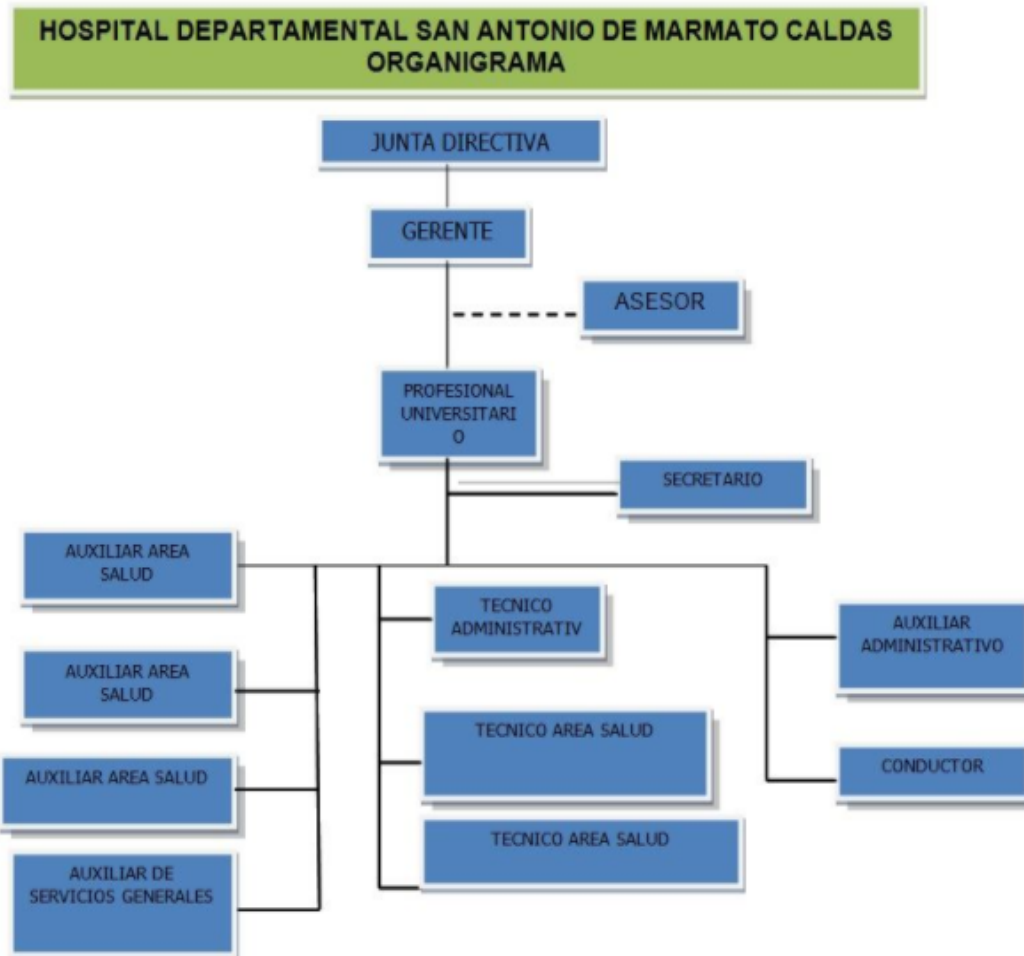 HOSPITAL DEPARTAMENTAL SAN ANTONIO DE MARMATO CALDAS
ORGANIGRAMA
JUNTA DIRECTIVA
GERENTE
ASESOR
PROFESIONAL
UNIVERSITARI
O
SECRETARIO
AUXILIAR AREA
SALUD
TECNICO
ADMINISTRATIV
AUXILIAR
ADMINISTRATIVO
AUXILIAR AREA
SALUD
TECNICO AREA SALUD
CONDUCTOR
AUXILIAR AREA SALUD
TECNICO AREA SALUD
AUXILIAR DE
SERVICIOS GENERALES